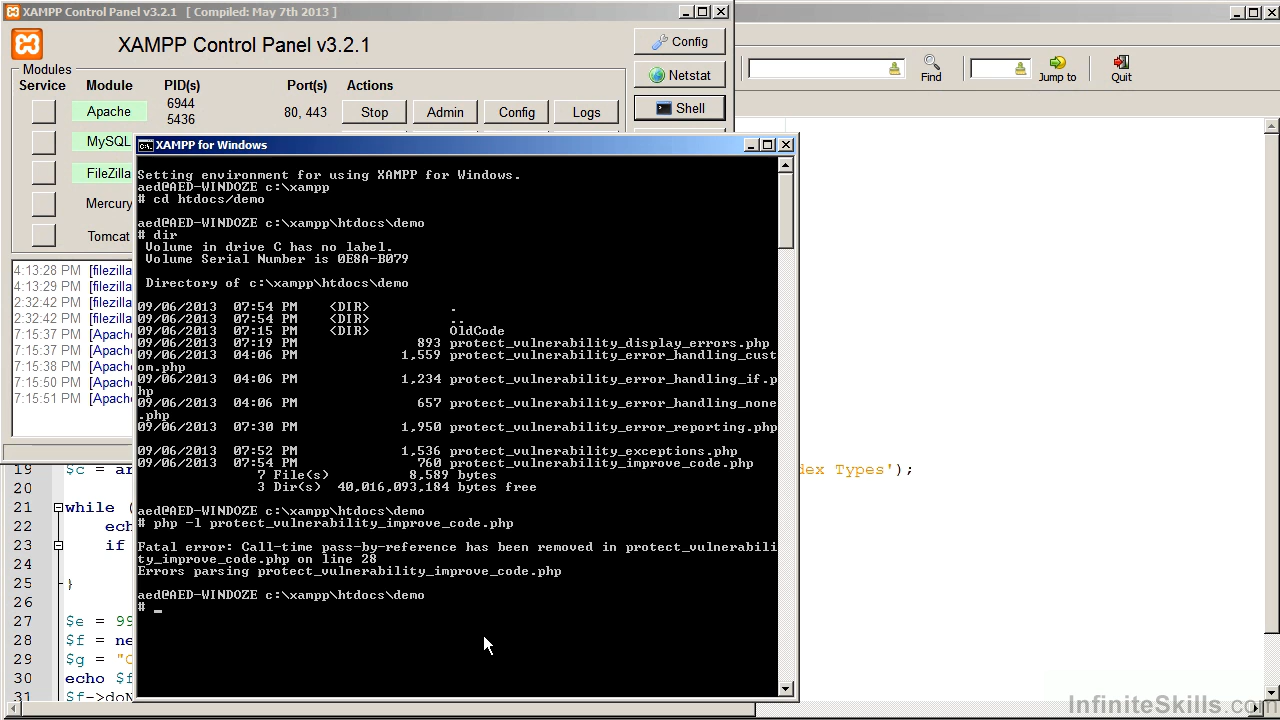 XAMPP Control Panel v3.2.1 [ Compiled: May 7th 2013 ]
XAMPP Control Panel v3.2.1
Config
Modules
Service Module PID(s) Port(s) Actions
Netstat
Apache 6944 5436 80, 443 Stop Admin Config Logs
Shell
Find Jump to Quit
MySQL
FileZilla
Mercury
Tomcat
4:13:28 PM [filezilla
4:13:29 PM [filezilla
2:32:42 PM [filezilla
2:32:42 PM [filezilla
7:15:37 PM [Apac
7:15:37 PM [Apac
7:15:38 PM [Apac
7:15:50 PM [Apac
7:15:51 PM [Apac
XAMPP for Windows
Setting environment for using XAMPP for Windows.
aed@AED-WINDOZE c:\xampp
# cd htdocs/demo
aed@AED-WINDOZE c:\xampp\htdocs\demo
# dir
Volume in drive C has no label.
Volume Serial Number is 0E8A-B079
Directory of c:\xampp\htdocs\demo
09/06/2013 07:54 PM <DIR> .
09/06/2013 07:54 PM <DIR> ..
09/06/2013 07:15 PM <DIR> OldCode
09/06/2013 07:19 PM 893 protect_vulnerability_display_errors.php
09/06/2013 04:06 PM 1,559 protect_vulnerability_error_handling_cust
om.php
09/06/2013 04:06 PM 1,234 protect_vulnerability_error_handling_if.p
hp
09/06/2013 04:06 PM 657 protect_vulnerability_error_handling_none
.php
09/06/2013 07:30 PM 1,950 protect_vulnerability_error_reporting.php
09/06/2013 07:52 PM 1,536 protect_vulnerability_exceptions.php
09/06/2013 07:54 PM 760 protect_vulnerability_improve_code.php
7 File(s) 8,589 bytes
3 Dir(s) 40,016,093,184 bytes free
aed@AED-WINDOZE c:\xampp\htdocs\demo
# php -l protect_vulnerability_improve_code.php
Fatal error: Call-time pass-by-reference has been removed in protect_vulnerabili
ty_improve_code.php on line 28
Errors parsing protect_vulnerability_improve_code.php
aed@AED-WINDOZE c:\xampp\htdocs\demo
# _
19 $c = ar dex Types');
20
21 while (
22 ech
23 if
24
25 }
26
27 $e = 99
28 $f = ne
29 $g = "C
30 echo $f
31 $f->doN
InfiniteSkills.com